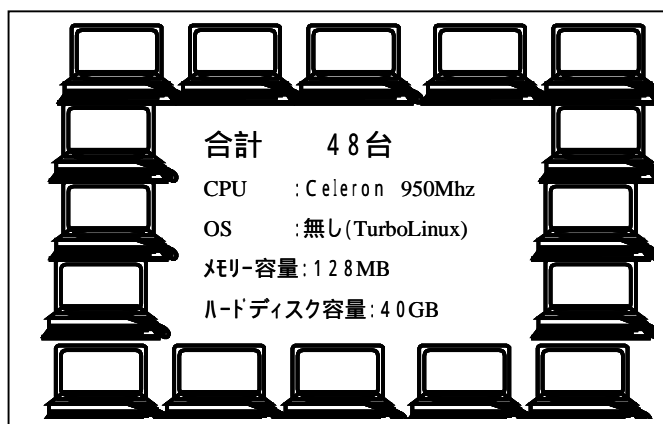 合計　　48台
CPU　　:Celeron 950Mhz
OS　　:無し(TurboLinux)
ﾒﾓﾘｰ容量:128MB
ﾊｰﾄﾞディスク容量:40GB